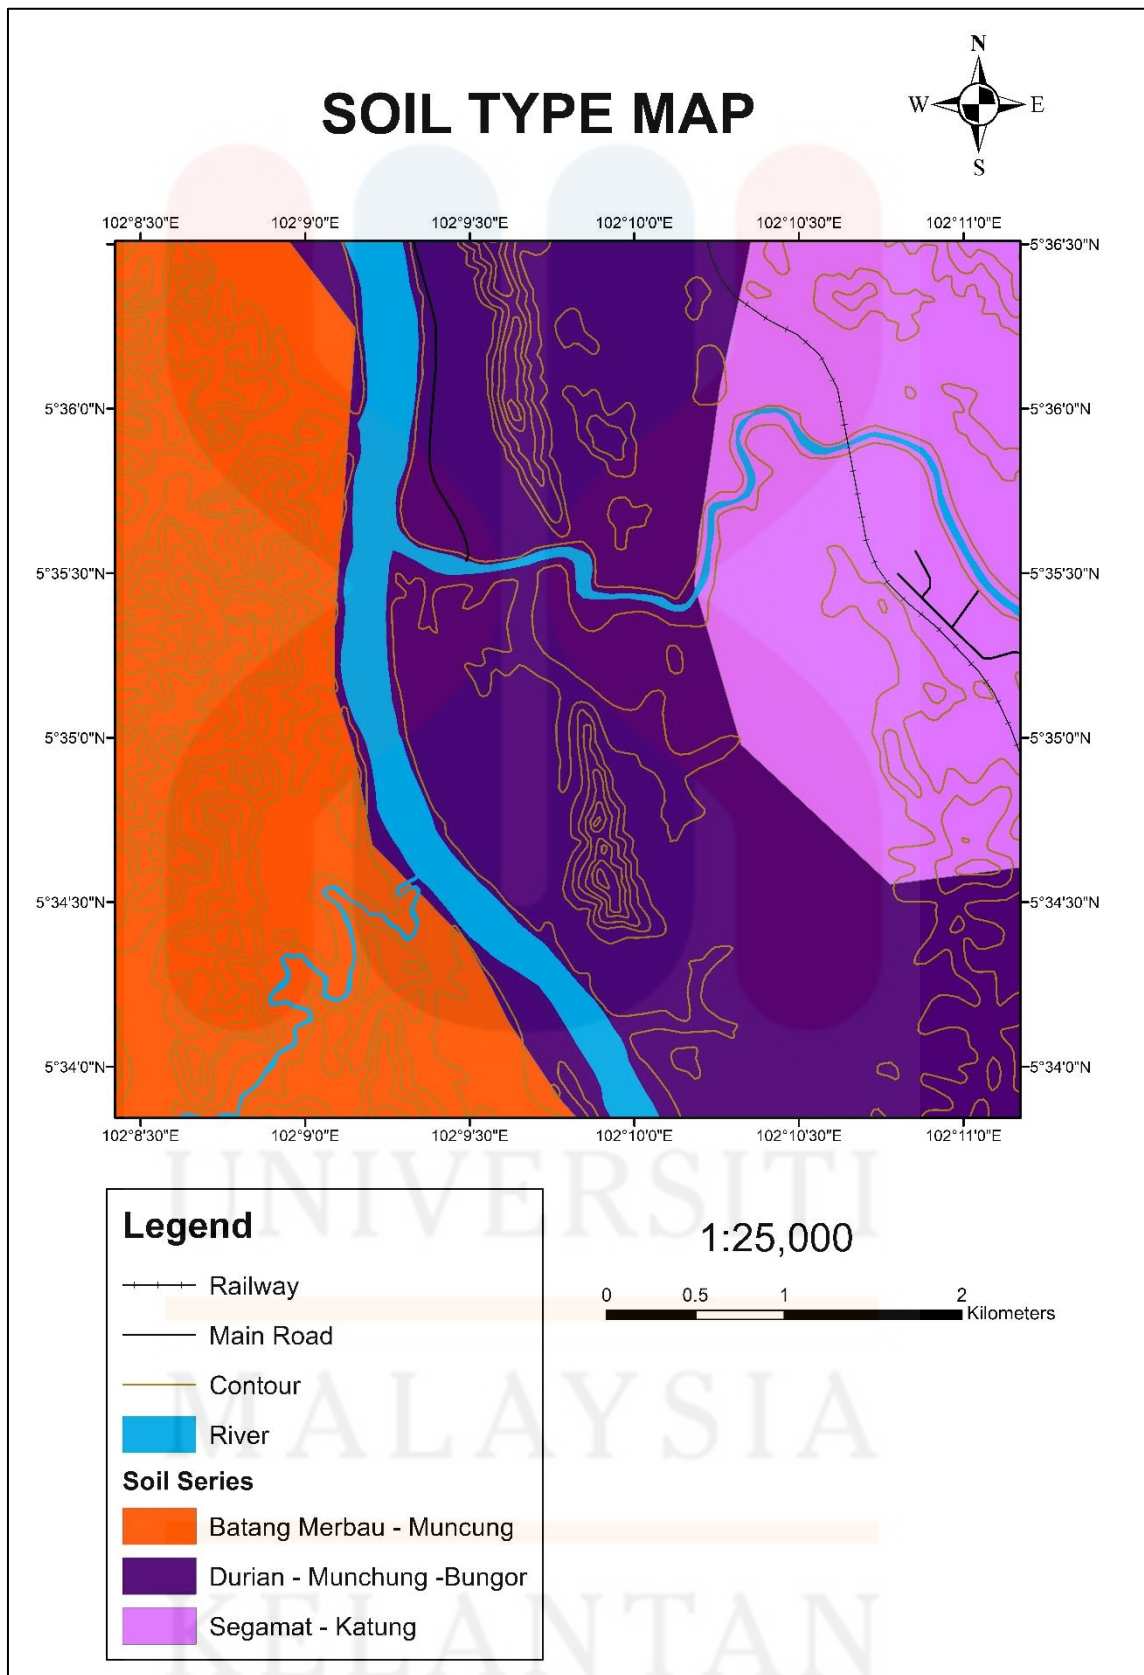 N
W E
S
SOIL TYPE MAP
102°8'30"E 102°9'0"E 102°9'30"E 102°10'0"E 102°10'30"E 102°11'0"E
5°36'30"N
5°36'0"N 5°36'0"N
5°35'30"N 5°35'30"N
5°35'0"N 5°35'0"N
5°34'30"N 5°34'30"N
5°34'0"N 5°34'0"N
102°8'30"E 102°9'0"E 102°9'30"E 102°10'0"E 102°10'30"E 102°11'0"E
UNIVERSITI
Legend
Railway
Main Road
Contour
River
Soil Series
Batang Merbau - Muncung
Durian - Munchung -Bungor
Segamat - Katung
1:25,000
0 0.5 1 2
Kilometers
MALAYSIA
KELANTAN